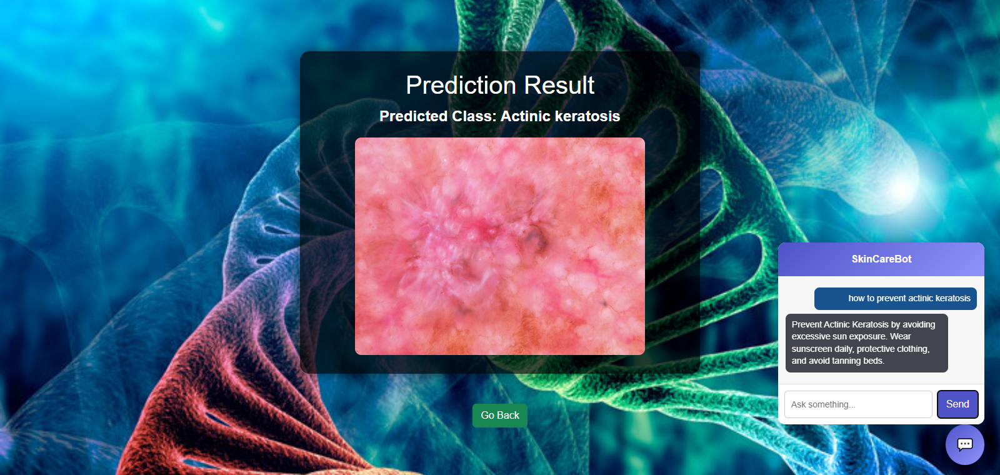 Prediction Result
Predicted Class: Actinic keratosis
Go Back
SkinCareBot
how to prevent actinic keratosis
Prevent Actinic Keratosis by avoiding
excessive sun exposure. Wear
sunscreen daily, protective clothing,
and avoid tanning beds.
Ask something...
Send